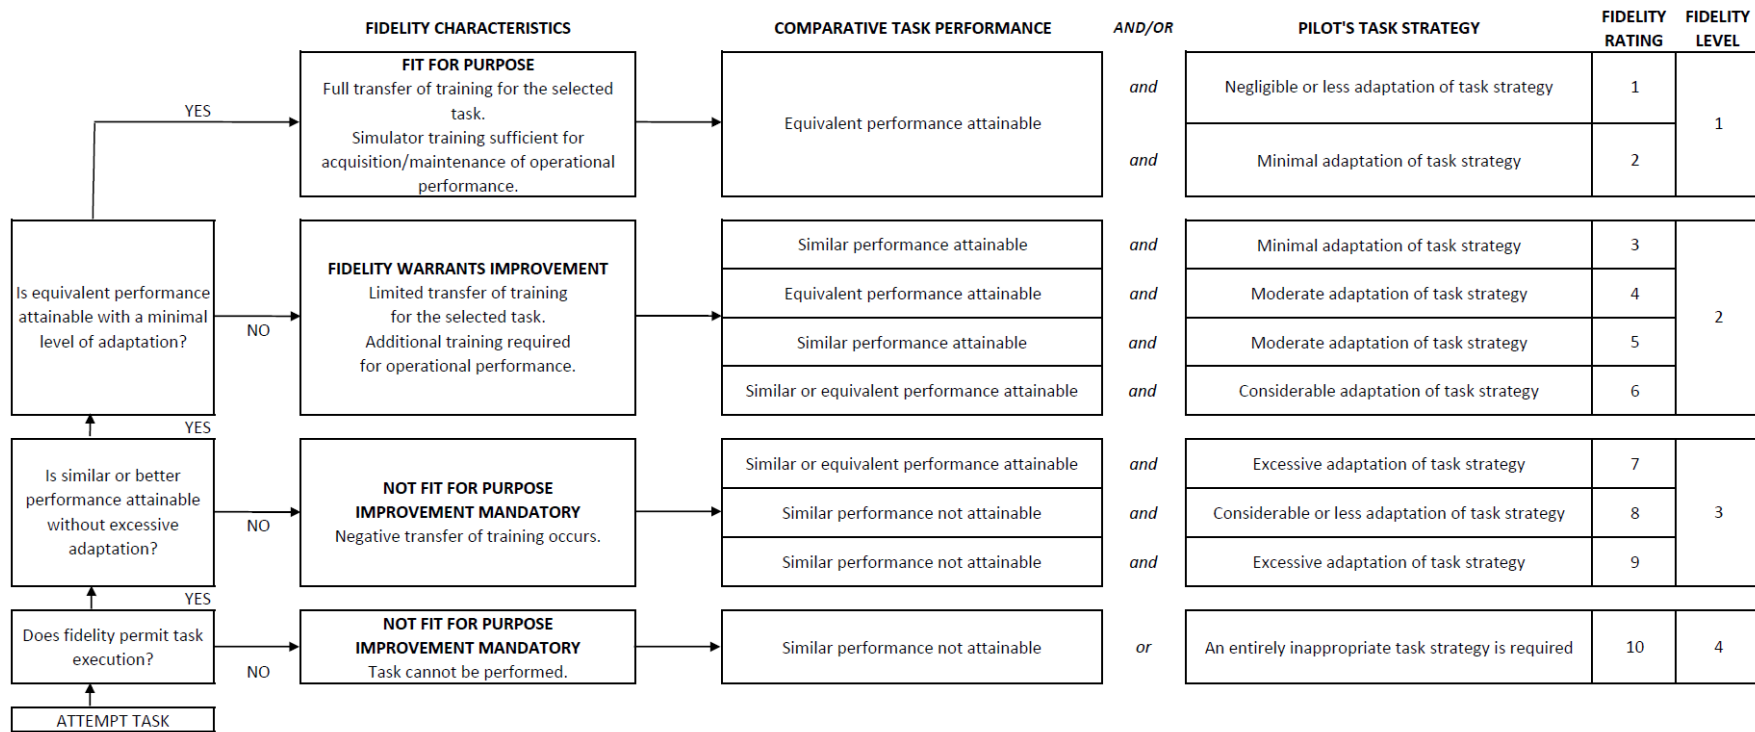 FIDELITY CHARACTERISTICS
COMPARATIVE TASK PERFORMANCE
AND/OR
PILOT'S TASK STRATEGY
FIDELITY
RATING
FIDELITY
LEVEL
YES
FIT FOR PURPOSE
Full transfer of training for the selected
task.
Simulator training sufficient for
acquisition/maintenance of operational
performance.
Equivalent performance attainable
and
Negligible or less adaptation of task strategy
1
and
Minimal adaptation of task strategy
2
1
Is equivalent performance
attainable with a minimal
level of adaptation?
NO
FIDELITY WARRANTS IMPROVEMENT
Limited transfer of training
for the selected task.
Additional training required
for operational performance.
Similar performance attainable
and
Minimal adaptation of task strategy
3
Equivalent performance attainable
and
Moderate adaptation of task strategy
4
Similar performance attainable
and
Moderate adaptation of task strategy
5
Similar or equivalent performance attainable
and
Considerable adaptation of task strategy
6
2
YES
Is similar or better
performance attainable
without excessive
adaptation?
NO
NOT FIT FOR PURPOSE
IMPROVEMENT MANDATORY
Negative transfer of training occurs.
Similar or equivalent performance attainable
and
Excessive adaptation of task strategy
7
Similar performance not attainable
and
Considerable or less adaptation of task strategy
8
Similar performance not attainable
and
Excessive adaptation of task strategy
9
3
YES
Does fidelity permit task
execution?
NO
NOT FIT FOR PURPOSE
IMPROVEMENT MANDATORY
Task cannot be performed.
Similar performance not attainable
or
An entirely inappropriate task strategy is required
10
4
ATTEMPT TASK